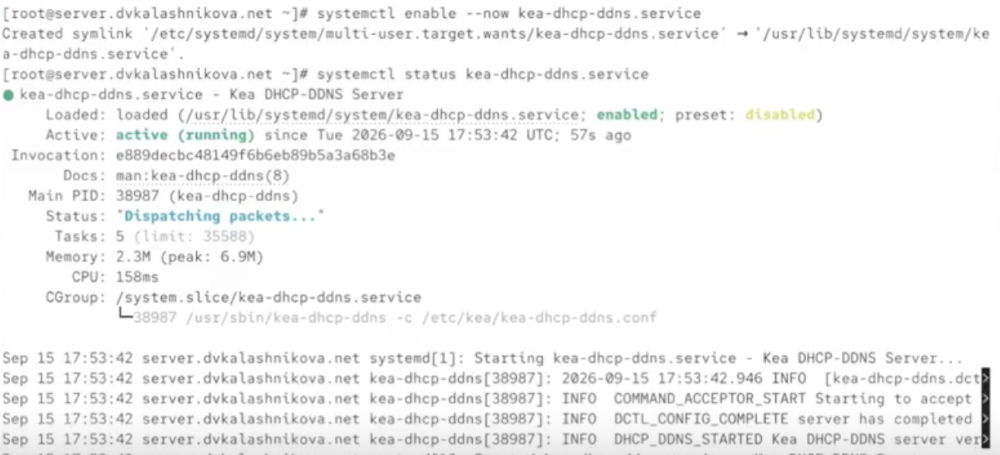 [root@server.dvkalashnikova.net ~]# systemctl enable --now kea-dhcp-ddns.service
Created symlink '/etc/systemd/system/multi-user.target.wants/kea-dhcp-ddns.service' → '/usr/lib/systemd/system/ke
a-dhcp-ddns.service'.
[root@server.dvkalashnikova.net ~]# systemctl status kea-dhcp-ddns.service
● kea-dhcp-ddns.service - Kea DHCP-DDNS Server
Loaded: loaded (/usr/lib/systemd/system/kea-dhcp-ddns.service; enabled; preset: disabled)
Active: active (running) since Tue 2026-09-15 17:53:42 UTC; 57s ago
Invocation: e889decbc48149f6b6eb89b5a3a68b3e
Docs: man:kea-dhcp-ddns(8)
Main PID: 38987 (kea-dhcp-ddns)
Status: "Dispatching packets..."
Tasks: 5 (limit: 35588)
Memory: 2.3M (peak: 6.9M)
CPU: 158ms
CGroup: /system.slice/kea-dhcp-ddns.service
└─38987 /usr/sbin/kea-dhcp-ddns -c /etc/kea/kea-dhcp-ddns.conf
Sep 15 17:53:42 server.dvkalashnikova.net systemd[1]: Starting kea-dhcp-ddns.service - Kea DHCP-DDNS Server...
Sep 15 17:53:42 server.dvkalashnikova.net kea-dhcp-ddns[38987]: 2026-09-15 17:53:42.946 INFO  [kea-dhcp-ddns.dct>
Sep 15 17:53:42 server.dvkalashnikova.net kea-dhcp-ddns[38987]: INFO  COMMAND_ACCEPTOR_START Starting to accept >
Sep 15 17:53:42 server.dvkalashnikova.net kea-dhcp-ddns[38987]: INFO  DCTL_CONFIG_COMPLETE server has completed >
Sep 15 17:53:42 server.dvkalashnikova.net kea-dhcp-ddns[38987]: INFO  DHCP_DDNS_STARTED Kea DHCP-DDNS server ver>